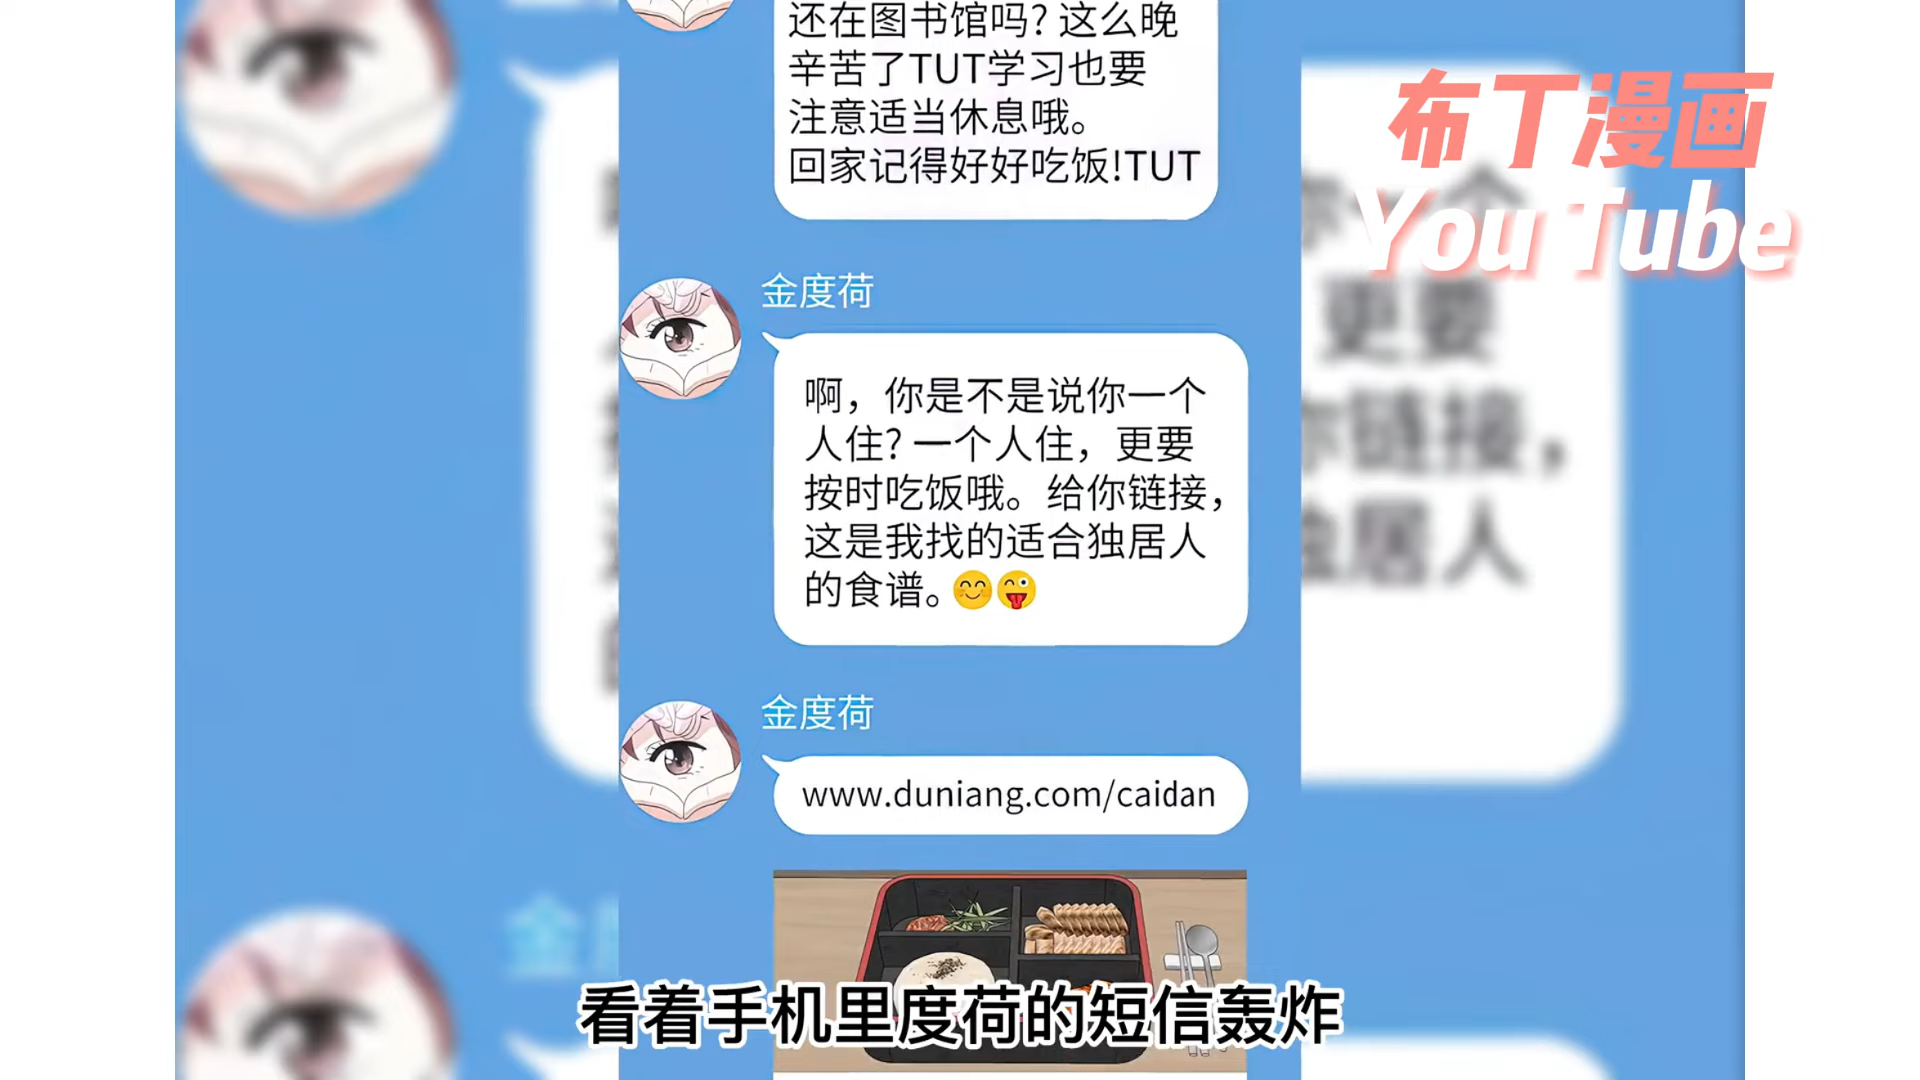 还在图书馆吗? 这么晚
辛苦了TUT学习也要
注意适当休息哦。
回家记得好好吃饭!TUT
布丁漫画
YouTube
金度荷
啊，你是不是说你一个
人住? 一个人住，更要
按时吃饭哦。给你链接，
这是我找的适合独居人
的食谱。😊😜
金度荷
www.duniang.com/caidan
看着手机里度荷的短信轰炸